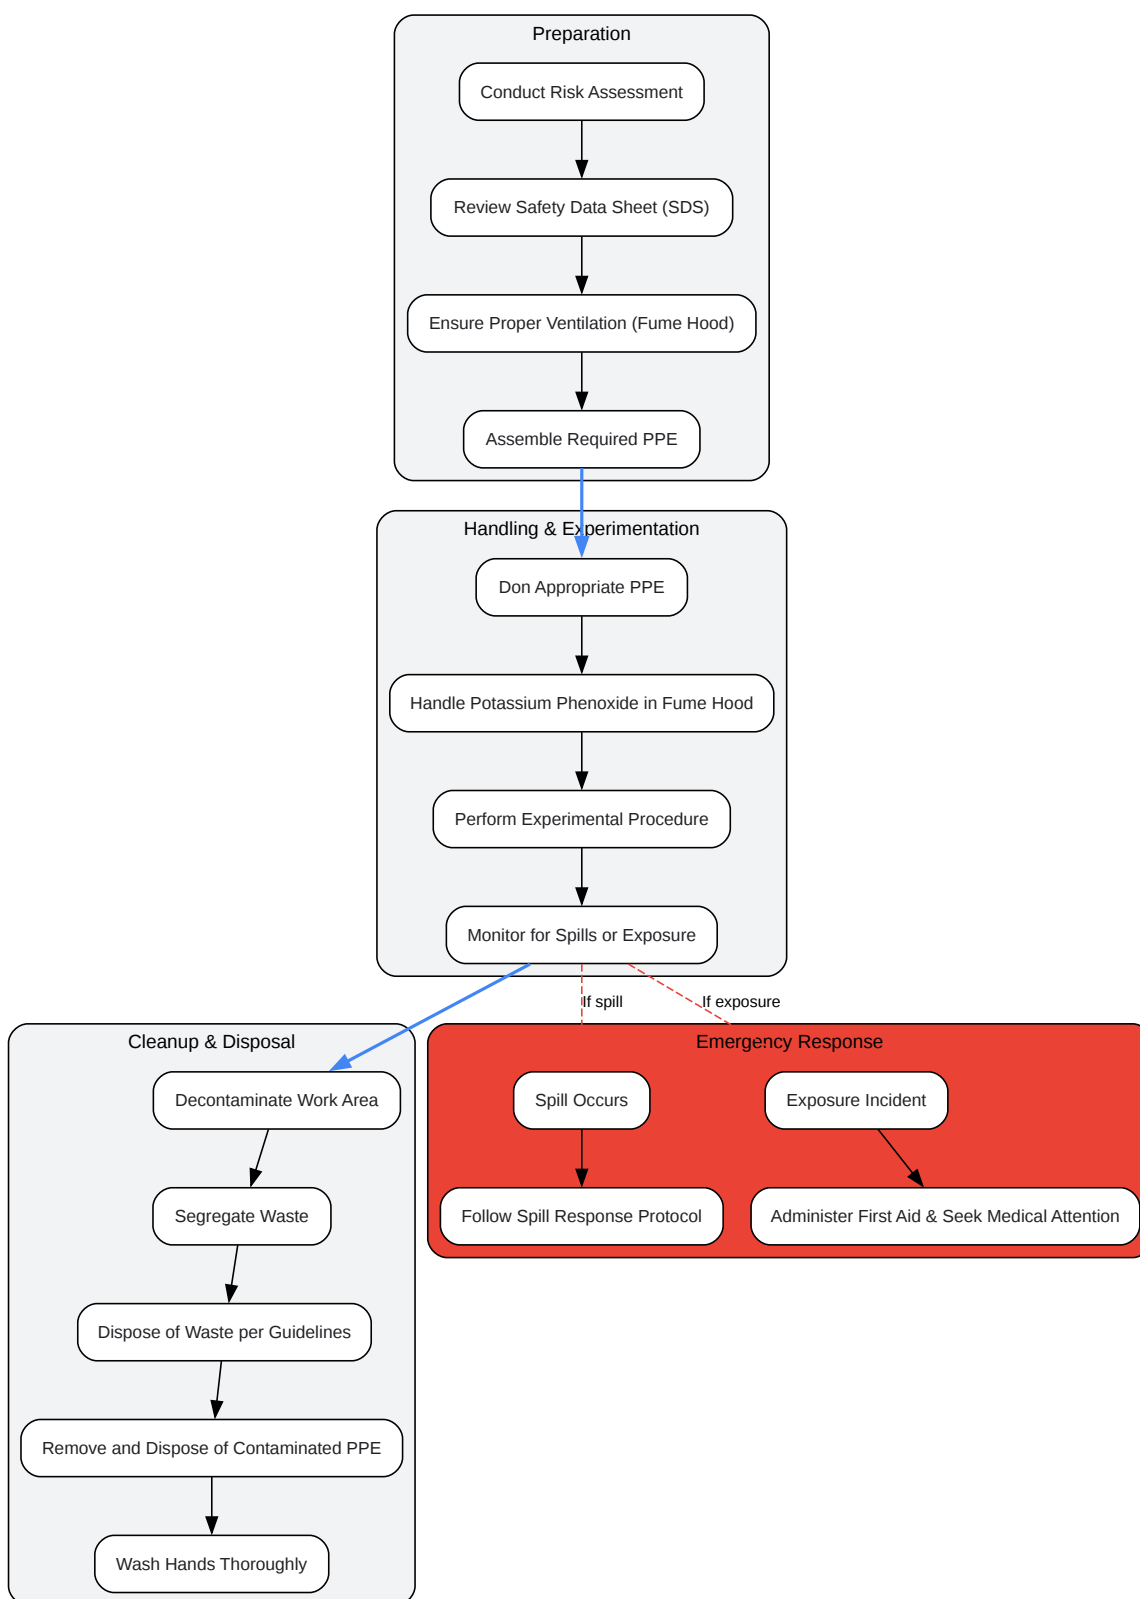 Preparation
Conduct Risk Assessment
Review Safety Data Sheet (SDS)
Ensure Proper Ventilation (Fume Hood)
Assemble Required PPE
Handling & Experimentation
Don Appropriate PPE
Handle Potassium Phenoxide in Fume Hood
Perform Experimental Procedure
Monitor for Spills or Exposure
If spill
If exposure
Cleanup & Disposal
Decontaminate Work Area
Segregate Waste
Dispose of Waste per Guidelines
Remove and Dispose of Contaminated PPE
Wash Hands Thoroughly
Emergency Response
Spill Occurs
Exposure Incident
Follow Spill Response Protocol
Administer First Aid & Seek Medical Attention